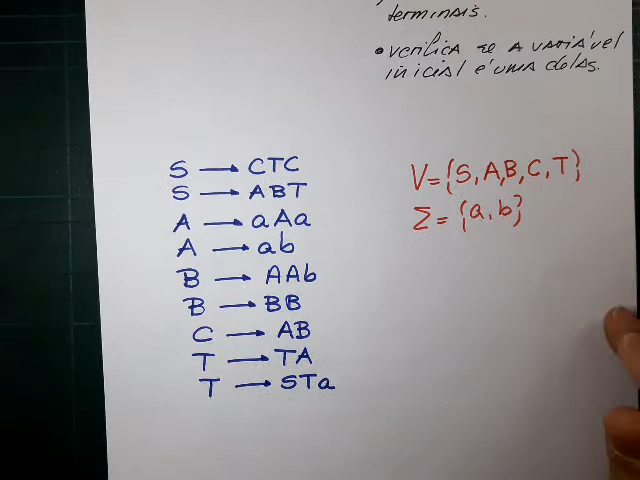 terminais.
• verifica se a variável
inicial é uma delas.
S → CTC
S → ABT
A → aAa
A → ab
B → AAb
B → BB
C → AB
T → TA
T → STa
V = {S, A, B, C, T}
Σ = {a, b}